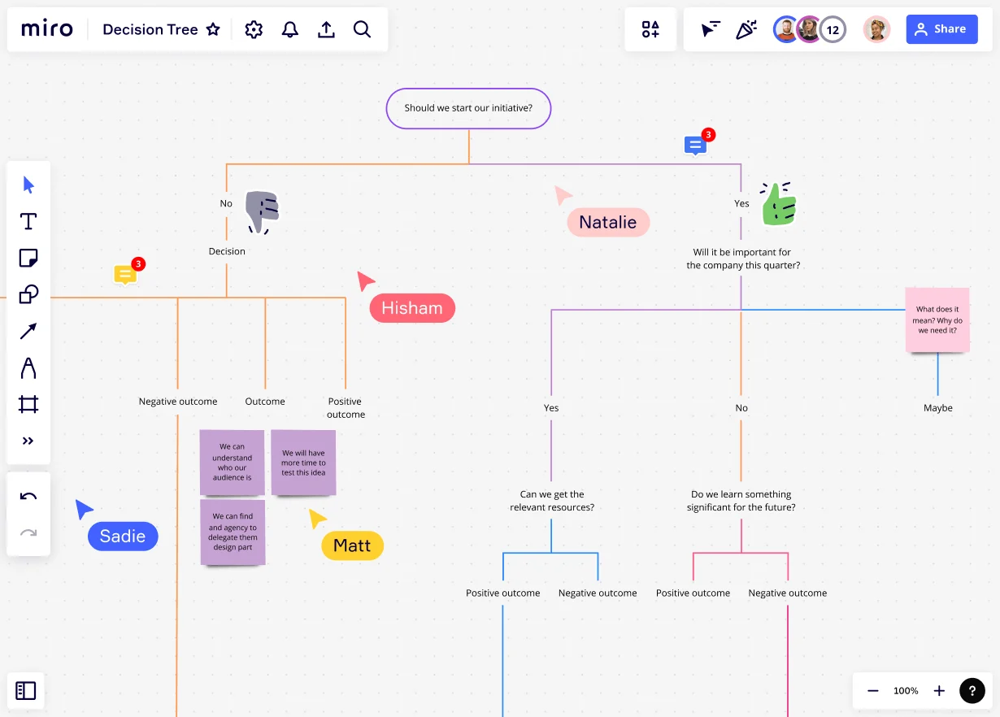 miro
Decision Tree
12
Share
Should we start our initiative?
3
No
Yes
Natalie
Decision
Will it be important for
the company this quarter?
3
Hisham
What does it
mean? Why do
we need it?
Negative outcome
Outcome
Positive
outcome
Yes
No
Maybe
We can
understand
who our
audience is
We will have
more time to
test this idea
We can find
and agency to
delegate them
design part
Can we get the
relevant resources?
Do we learn something
significant for the future?
Sadie
Matt
Positive outcome
Negative outcome
Positive outcome
Negative outcome
100%
?